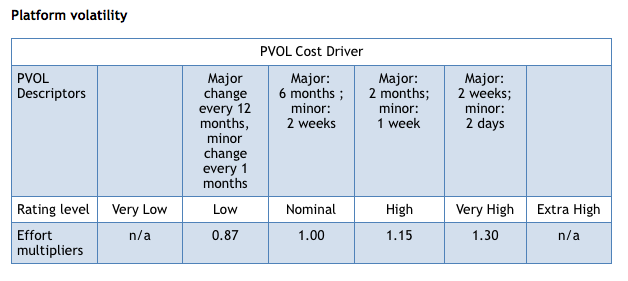 Platform volatility
PVOL Cost Driver
PVOL
Descriptors
Major
change
every 12
months,
minor
change
every 1
months
Major:
6 months ;
minor:
2 weeks
Major:
2 months;
minor:
1 week
Major:
2 weeks;
minor:
2 days
Rating level Very Low Low Nominal High Very High Extra High
Effort
multipliers
n/a 0.87 1.00 1.15 1.30 n/a